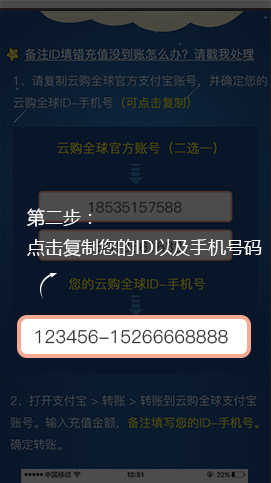 备注ID填错充值没到账怎么办？请戳我处理
1、请复制云购全球官方支付宝账号，并确定您的
云购全球ID-手机号（可点击复制）
云购全球官方账号（二选一）
18535157588
第二步：
点击复制您的ID以及手机号码
您的云购全球ID-手机号
123456-15266668888
2、打开支付宝 > 转账 > 转账到云购全球支付宝
账号。输入充值金额，备注填写您的ID-手机号。
确定转账。
中国移动 12:51 22%